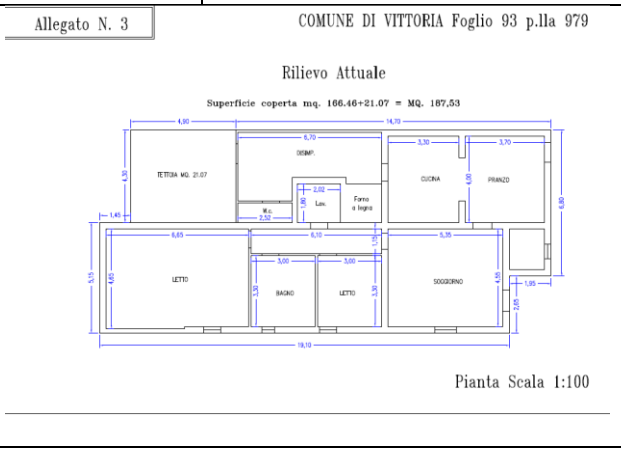 Allegato N. 3
COMUNE DI VITTORIA Foglio 93 p.lla 979
Rilievo Attuale
Superficie coperta mq. 166.46+21.07 = MQ. 187,53
4,90
14,70
6,70
3,30
3,70
DISIMP.
4,30
TETTOIA MQ. 21.07
CUCINA
4,00
PRANZO
6,80
2,02
1,80
Lav.
Forno
a legna
W.c.
2,52
1,46
6,65
6,10
1,15
5,35
5,15
4,65
LETTO
3,00
3,00
3,30
BAGNO
LETTO
3,30
SOGGIORNO
4,55
1,95
2,65
19,10
Pianta Scala 1:100